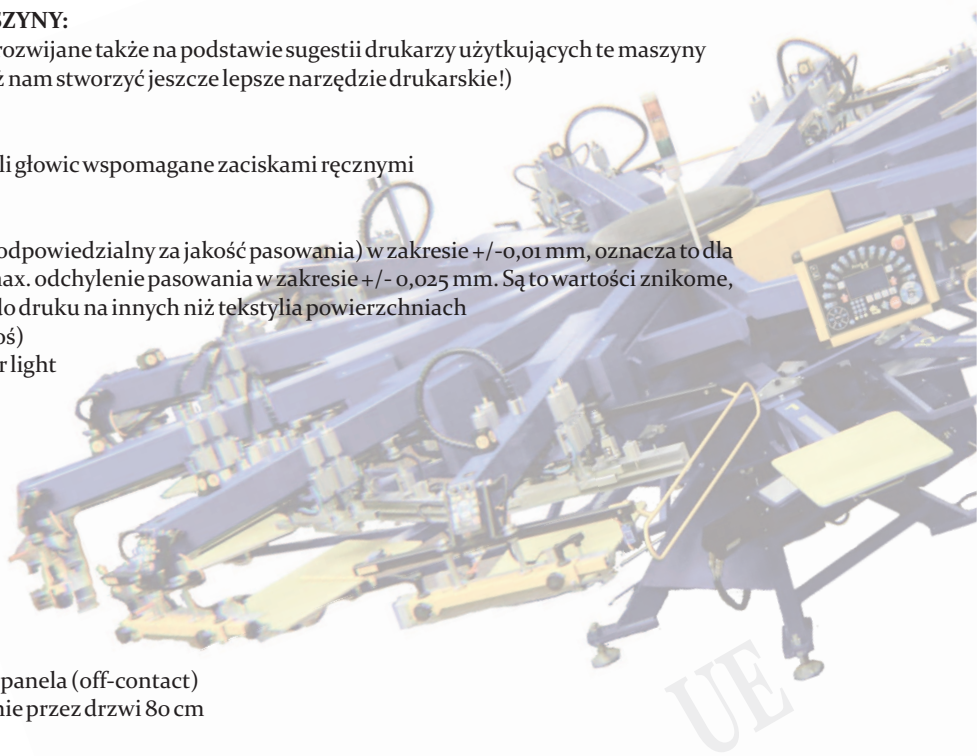 SZYNY:
rozwijane także na podstawie sugestii drukarzy użytkujących te maszyny
ż nam stworzyć jeszcze lepsze narzędzie drukarskie!)
li głowic wspomagane zaciskami ręcznymi
odpowiedzialny za jakość pasowania) w zakresie +/-0,01 mm, oznacza to dla
max. odchylenie pasowania w zakresie +/- 0,025 mm. Są to wartości znikome,
do druku na innych niż tekstylia powierzchniach
oś)
r light
panela (off-contact)
nie przez drzwi 80 cm
UE